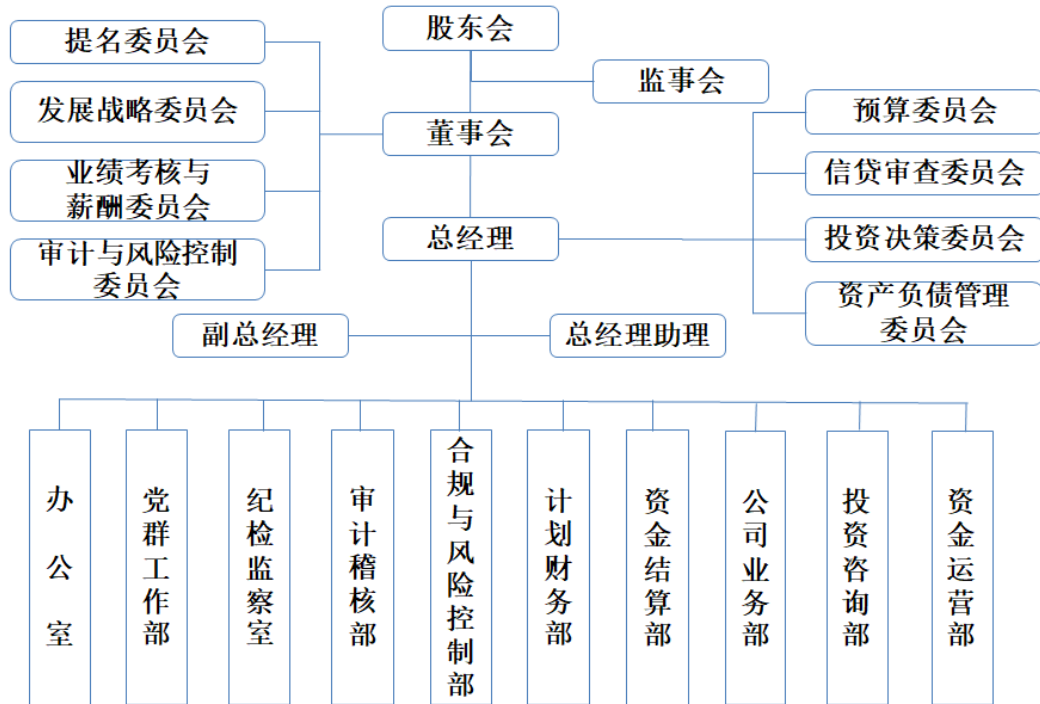 股东会
提名委员会
监事会
发展战略委员会
董事会
预算委员会
业绩考核与
薪酬委员会
信贷审查委员会
总经理
投资决策委员会
审计与风险控制
委员会
资产负债管理
委员会
副总经理
总经理助理
办公室
党群工作部
纪检监察室
审计稽核部
合规与风险控制部
计划财务部
资金结算部
公司业务部
投资咨询部
资金运营部